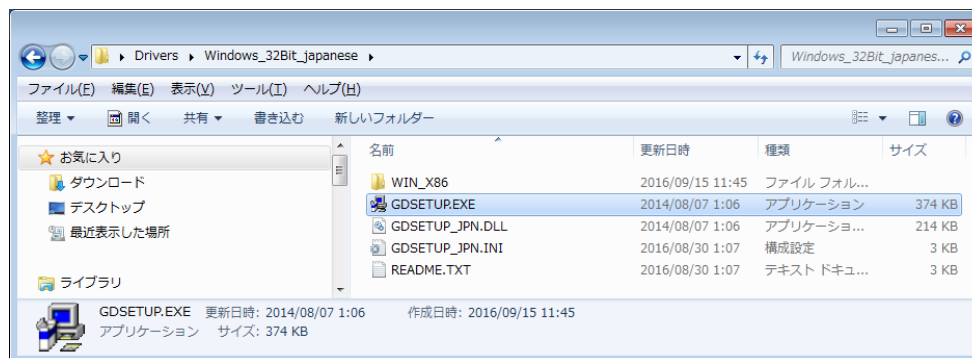 Drivers Windows_32Bit_japanese
Windows_32Bit_japanes...
ファイル(F) 編集(E) 表示(V) ツール(T) ヘルプ(H)
整理 開く 共有 書き込む 新しいフォルダー
お気に入り
ダウンロード
デスクトップ
最近表示した場所
ライブラリ
名前 更新日時 種類 サイズ
WIN_X86 2016/09/15 11:45 ファイル フォル...
GDSETUP.EXE 2014/08/07 1:06 アプリケーション 374 KB
GDSETUP_JPN.DLL 2014/08/07 1:06 アプリケーショ... 214 KB
GDSETUP_JPN.INI 2016/08/30 1:07 構成設定 3 KB
README.TXT 2016/08/30 1:07 テキスト ドキュ... 3 KB
GDSETUP.EXE 更新日時: 2014/08/07 1:06 作成日時: 2016/09/15 11:45
アプリケーション サイズ: 374 KB